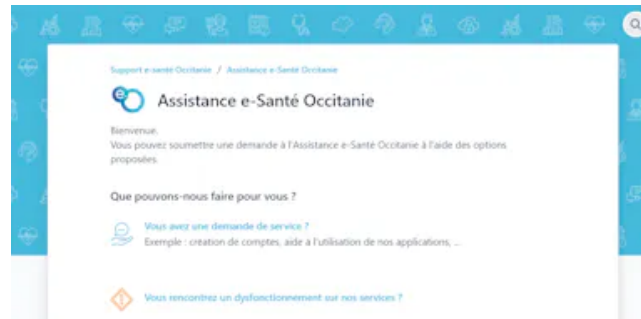 Support e-santé Occitanie / Assistance e-Santé Occitanie
Assistance e-Santé Occitanie
Bienvenue.
Vous pouvez soumettre une demande à l'Assistance e-Santé Occitanie à l'aide des options
proposées.
Que pouvons-nous faire pour vous ?
Vous avez une demande de service ?
Exemple : création de comptes, aide à l'utilisation de nos applications, ...
Vous rencontrez un dysfonctionnement sur nos services ?